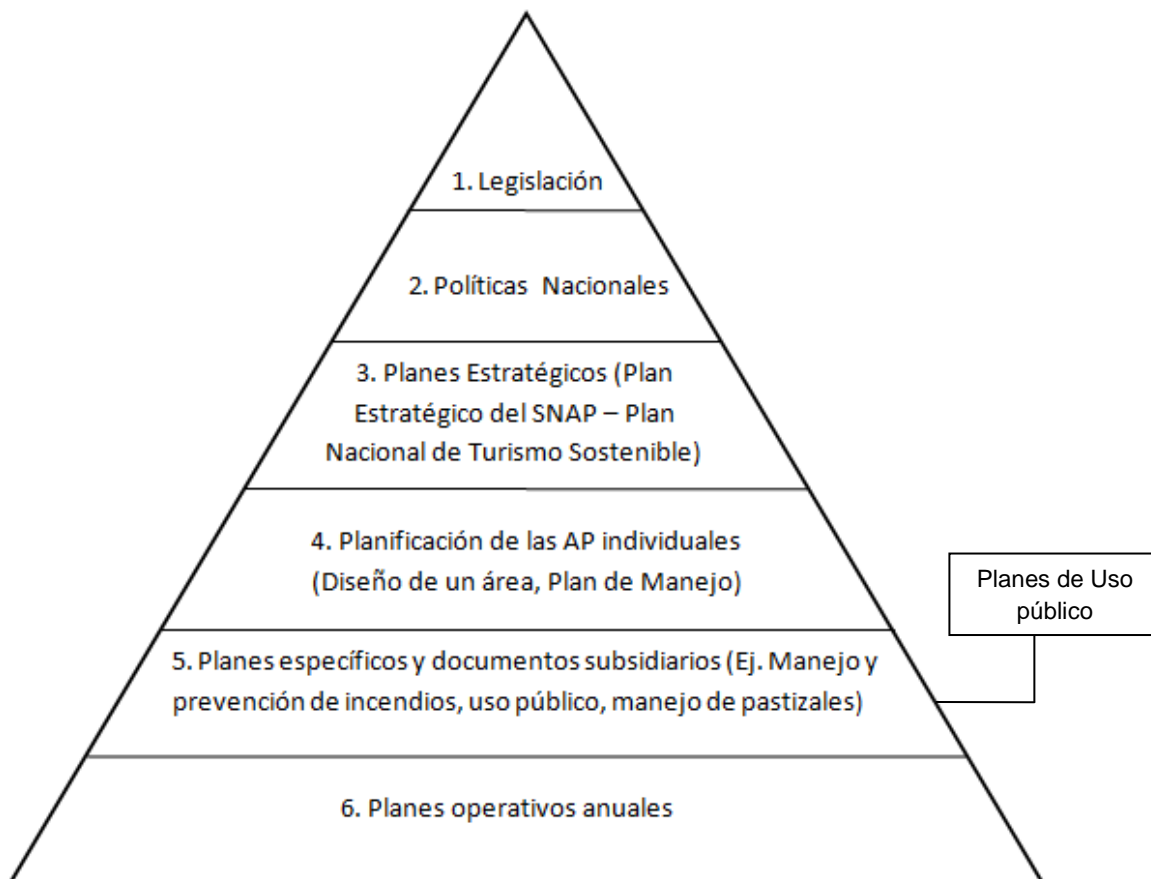 1. Legislación
2. Políticas Nacionales
3. Planes Estratégicos (Plan
Estratégico del SNAP – Plan
Nacional de Turismo Sostenible)
4. Planificación de las AP individuales
(Diseño de un área, Plan de Manejo)
Planes de Uso
público
5. Planes específicos y documentos subsidiarios (Ej. Manejo y
prevención de incendios, uso público, manejo de pastizales)
6. Planes operativos anuales